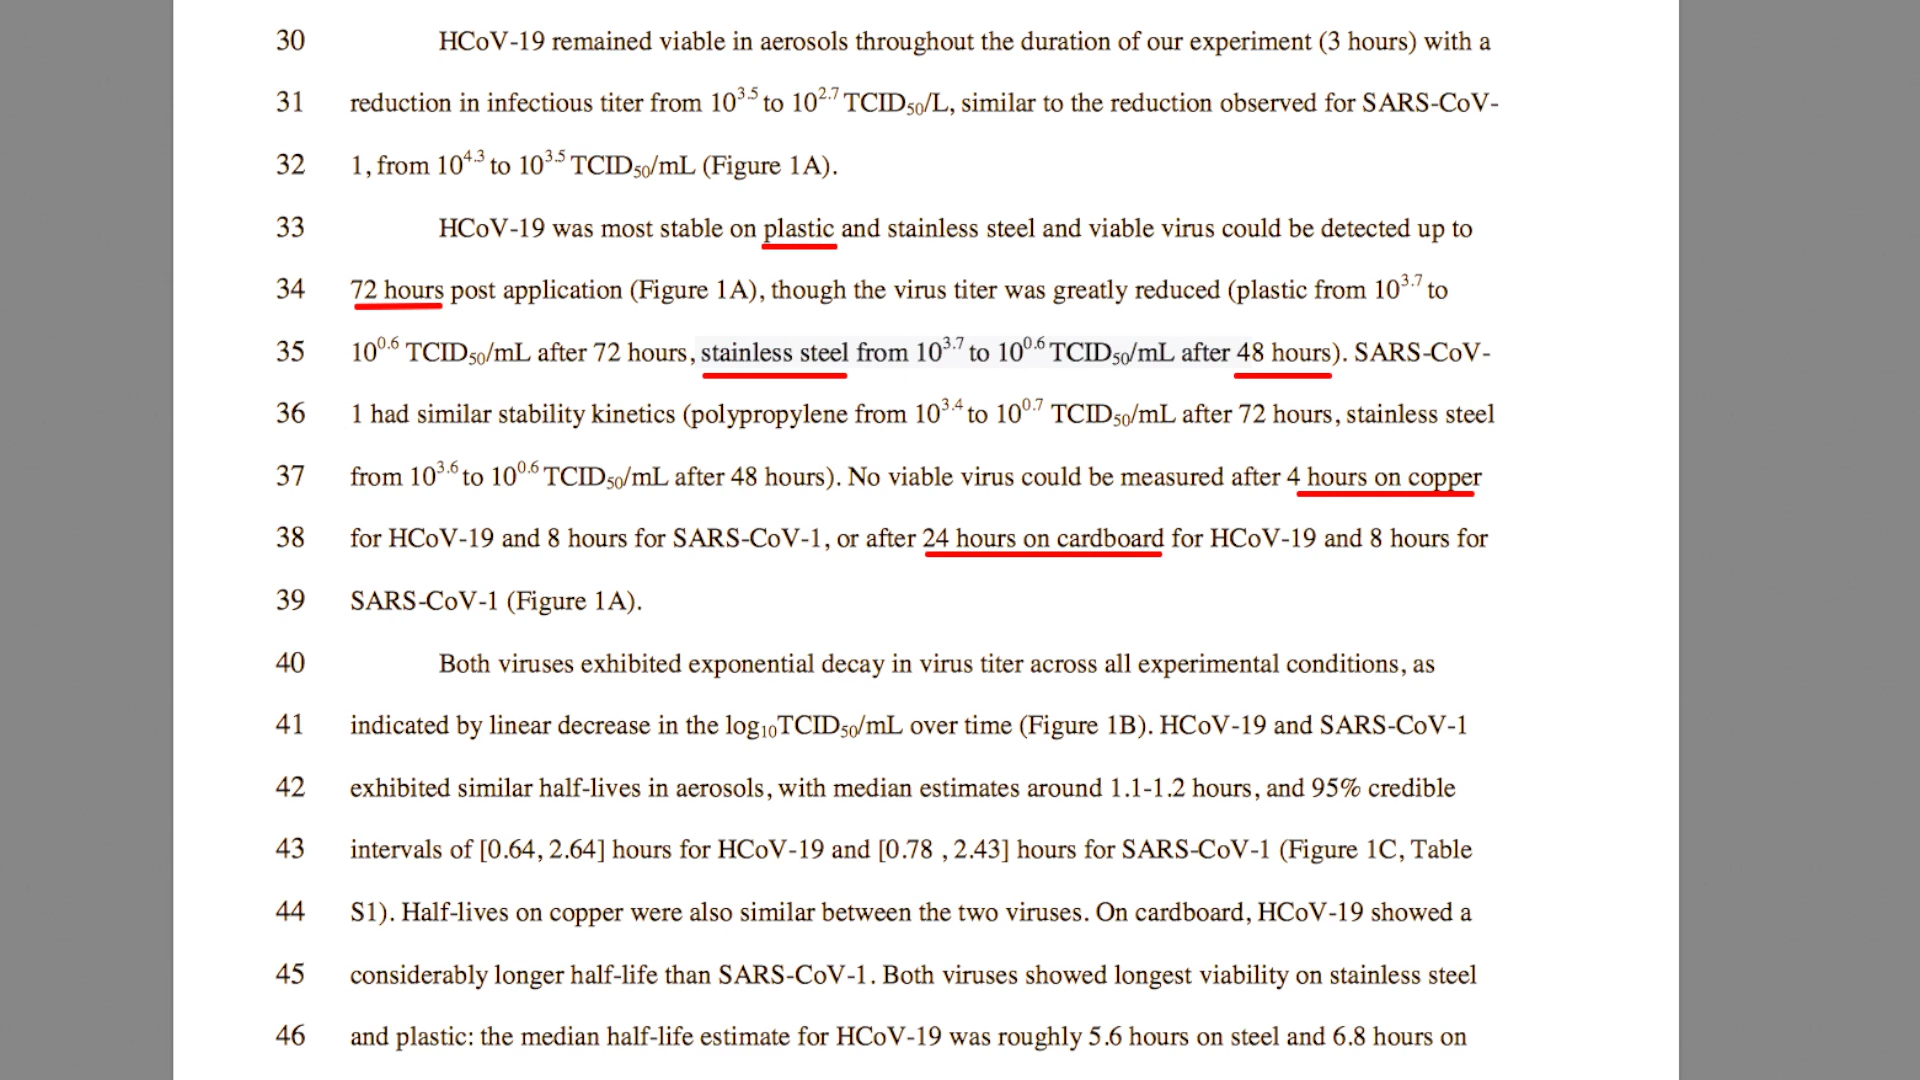 30 HCoV-19 remained viable in aerosols throughout the duration of our experiment (3 hours) with a
31 reduction in infectious titer from 10^3.5 to 10^2.7 TCID50/L, similar to the reduction observed for SARS-CoV-
32 1, from 10^4.3 to 10^3.5 TCID50/mL (Figure 1A).
33 HCoV-19 was most stable on plastic and stainless steel and viable virus could be detected up to
34 72 hours post application (Figure 1A), though the virus titer was greatly reduced (plastic from 10^3.7 to
35 10^0.6 TCID50/mL after 72 hours, stainless steel from 10^3.7 to 10^0.6 TCID50/mL after 48 hours). SARS-CoV-
36 1 had similar stability kinetics (polypropylene from 10^3.4 to 10^0.7 TCID50/mL after 72 hours, stainless steel
37 from 10^3.6 to 10^0.6 TCID50/mL after 48 hours). No viable virus could be measured after 4 hours on copper
38 for HCoV-19 and 8 hours for SARS-CoV-1, or after 24 hours on cardboard for HCoV-19 and 8 hours for
39 SARS-CoV-1 (Figure 1A).
40 Both viruses exhibited exponential decay in virus titer across all experimental conditions, as
41 indicated by linear decrease in the log10TCID50/mL over time (Figure 1B). HCoV-19 and SARS-CoV-1
42 exhibited similar half-lives in aerosols, with median estimates around 1.1-1.2 hours, and 95% credible
43 intervals of [0.64, 2.64] hours for HCoV-19 and [0.78 , 2.43] hours for SARS-CoV-1 (Figure 1C, Table
44 S1). Half-lives on copper were also similar between the two viruses. On cardboard, HCoV-19 showed a
45 considerably longer half-life than SARS-CoV-1. Both viruses showed longest viability on stainless steel
46 and plastic: the median half-life estimate for HCoV-19 was roughly 5.6 hours on steel and 6.8 hours on